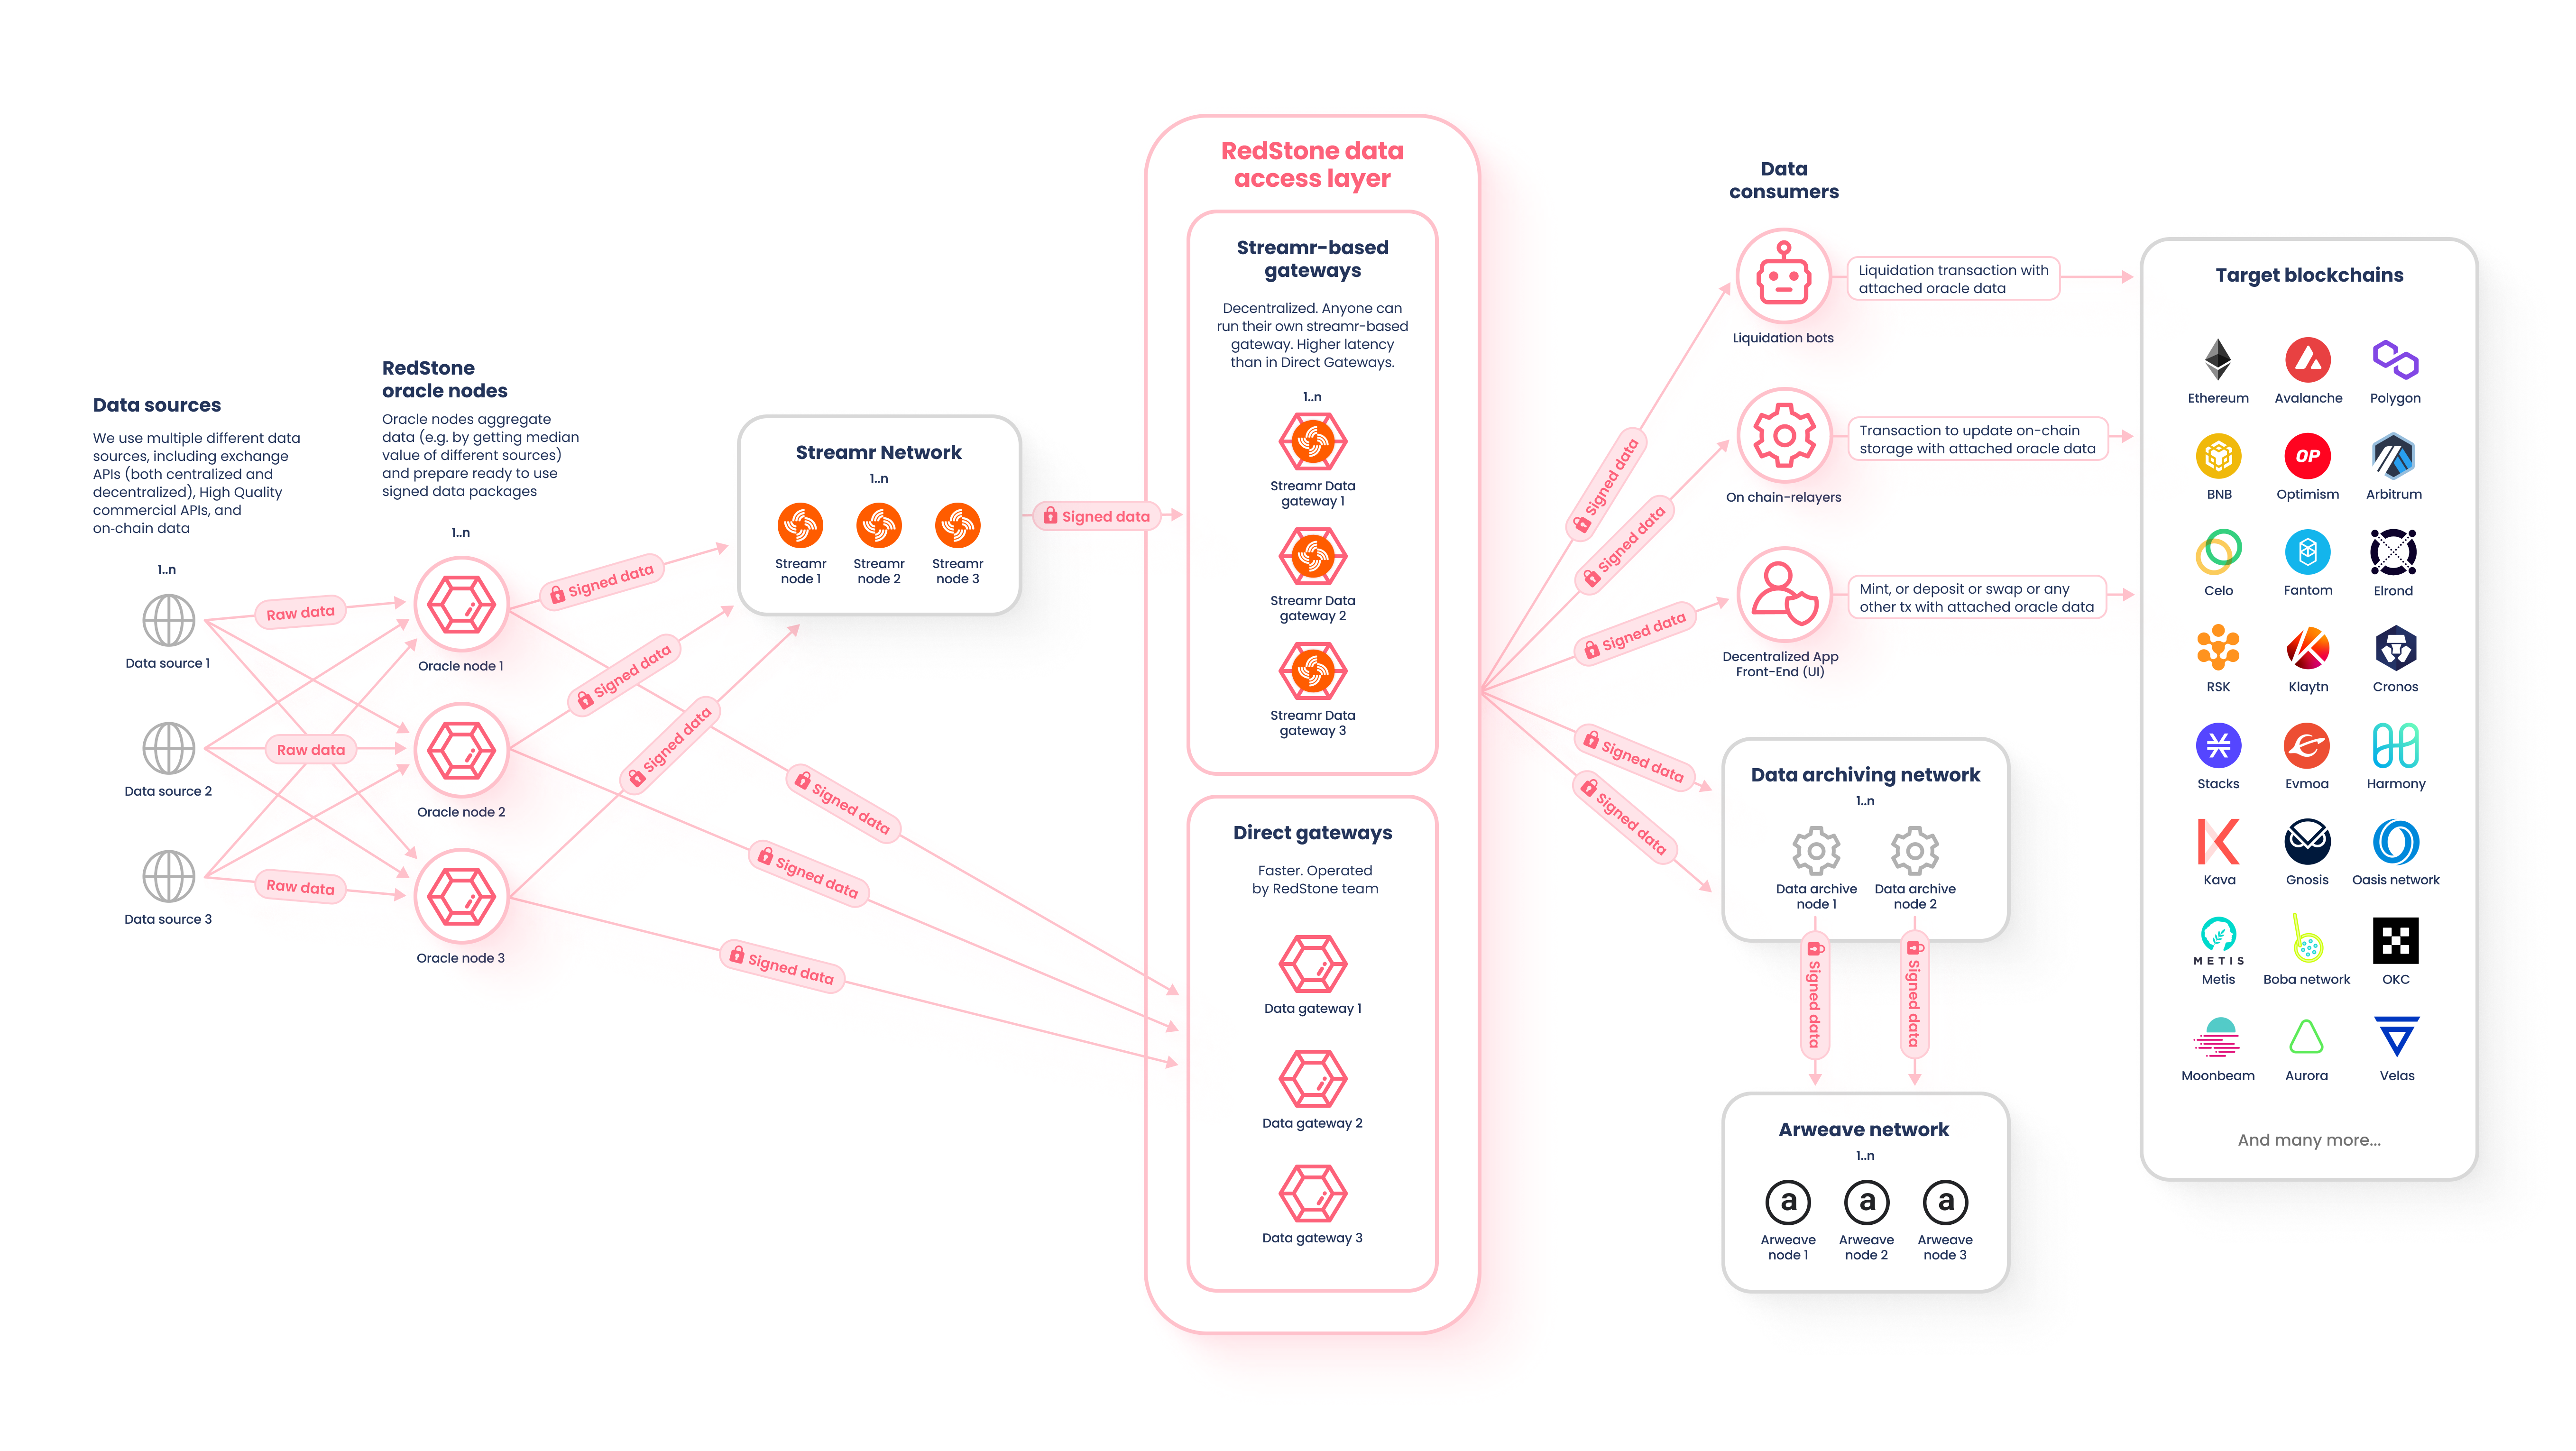 Data sources
We use multiple different data
sources, including exchange
APIs (both centralized and
decentralized), High Quality
commercial APIs, and
on-chain data
1..n
Data source 1
Data source 2
Data source 3
Raw data
Raw data
Raw data
RedStone
oracle nodes
Oracle nodes aggregate
data (e.g. by getting median
value of different sources)
and prepare ready to use
signed data packages
1..n
Oracle node 1
Oracle node 2
Oracle node 3
Signed data
Signed data
Signed data
Signed data
Signed data
Signed data
Streamr Network
1..n
Streamr
node 1
Streamr
node 2
Streamr
node 3
Signed data
RedStone data
access layer
Streamr-based
gateways
Decentralized. Anyone can
run their own streamr-based
gateway. Higher latency
than in Direct Gateways.
1..n
Streamr Data
gateway 1
Streamr Data
gateway 2
Streamr Data
gateway 3
Direct gateways
Faster. Operated
by RedStone team
Data gateway 1
Data gateway 2
Data gateway 3
Signed data
Signed data
Signed data
Signed data
Signed data
Data
consumers
Liquidation bots
Liquidation transaction with
attached oracle data
On chain-relayers
Transaction to update on-chain
storage with attached oracle data
Decentralized App
Front-End (UI)
Mint, or deposit or swap or any
other tx with attached oracle data
Data archiving network
1..n
Data archive
node 1
Data archive
node 2
Signed data
Signed data
Arweave network
1..n
a
a
a
Arweave
node 1
Arweave
node 2
Arweave
node 3
Target blockchains
Ethereum
Avalanche
Polygon
OP
BNB
Optimism
Arbitrum
Celo
Fantom
Elrond
RSK
Klaytn
Cronos
Stacks
Evmoa
Harmony
Kava
Gnosis
Oasis network
METIS
Metis
Boba network
OKC
Moonbeam
Aurora
Velas
And many more...